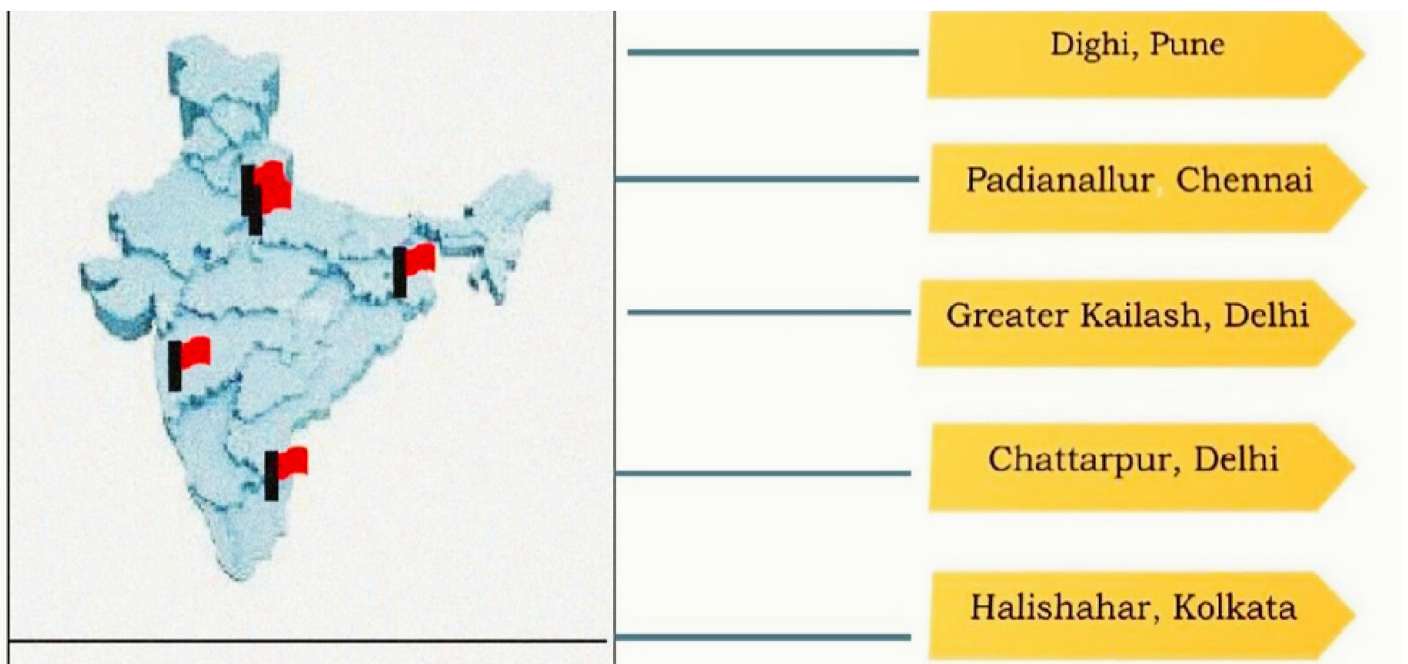 Dighi, Pune
Padianallur, Chennai
Greater Kailash, Delhi
Chattarpur, Delhi
Halishahar, Kolkata